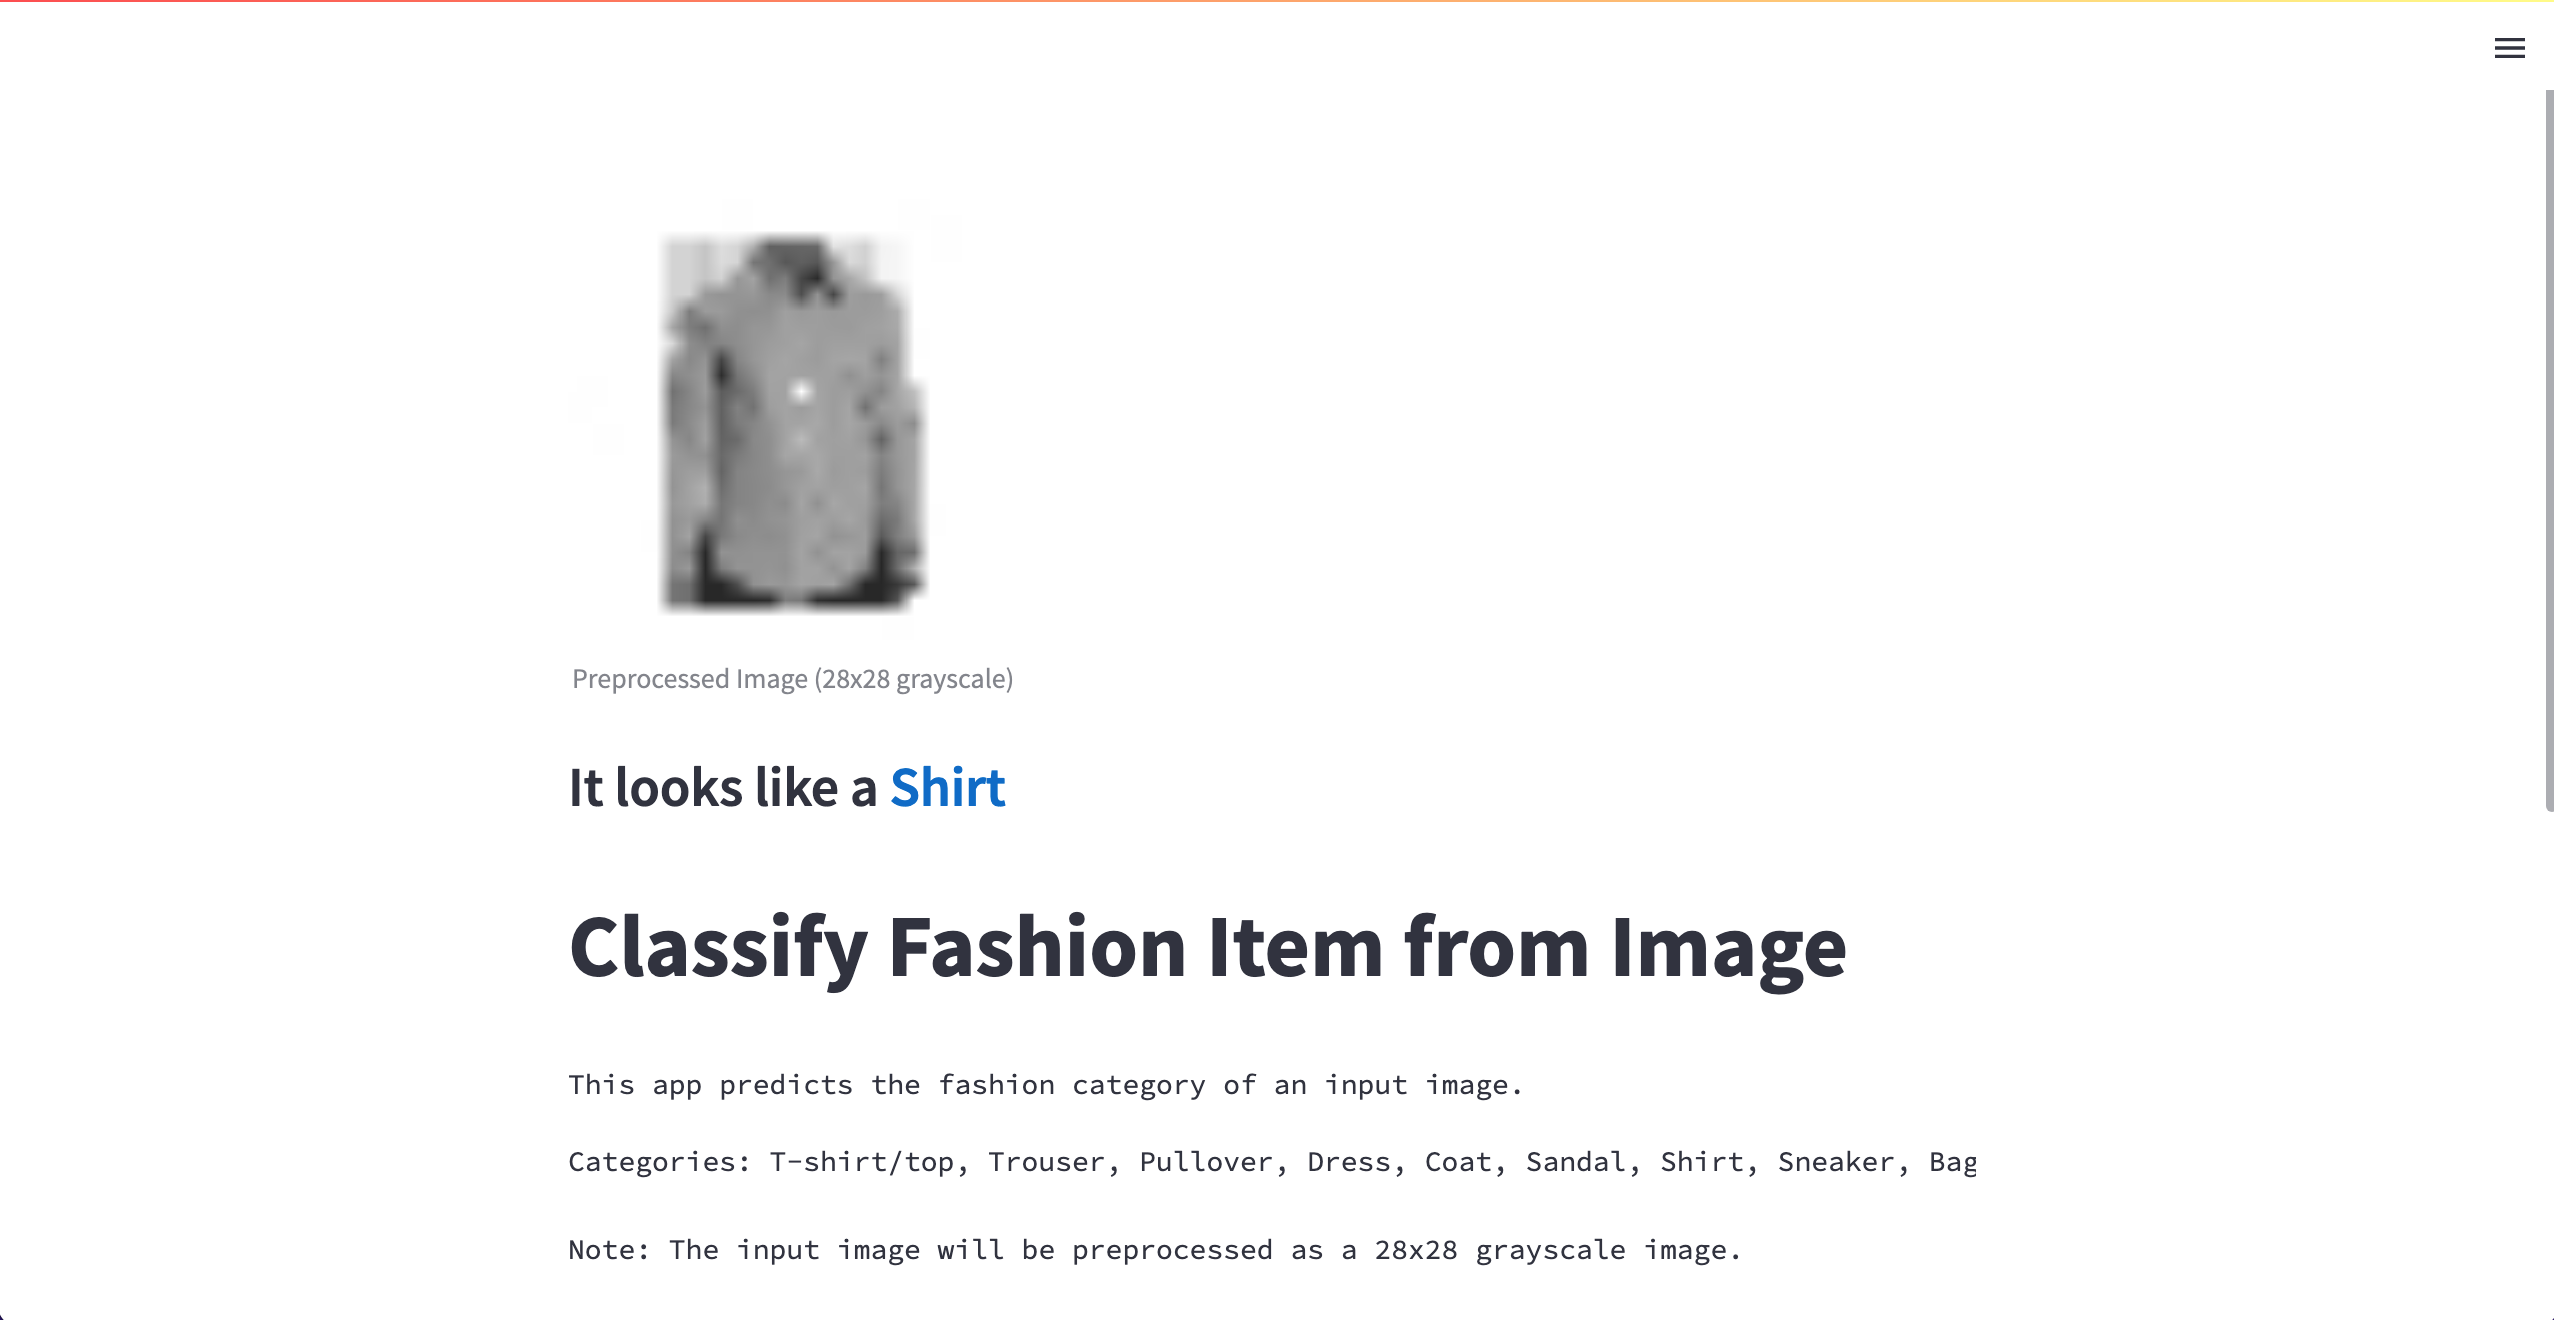 Preprocessed Image (28x28 grayscale)
It looks like a Shirt
Classify Fashion Item from Image
This app predicts the fashion category of an input image.
Categories: T-shirt/top, Trouser, Pullover, Dress, Coat, Sandal, Shirt, Sneaker, Bag
Note: The input image will be preprocessed as a 28x28 grayscale image.